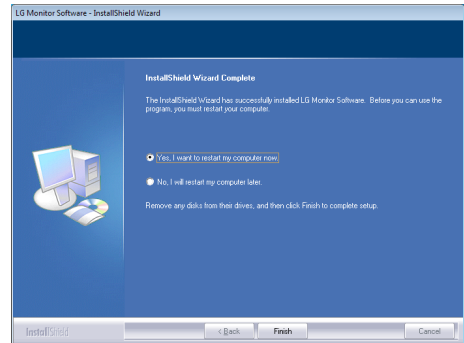 LG Monitor Software - InstallShield Wizard
InstallShield Wizard Complete
The InstallShield Wizard has successfully installed LG Monitor Software. Before you can use the
program, you must restart your computer.
Yes, I want to restart my computer now.
No, I will restart my computer later.
Remove any disks from their drives, and then click Finish to complete setup.
InstallShield
< Back
Finish
Cancel